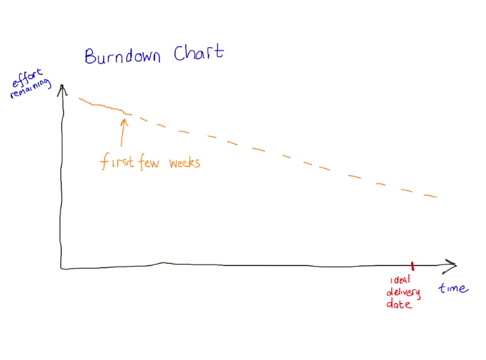 Burndown Chart
effort
remaining
first few weeks
ideal
delivery
date
time